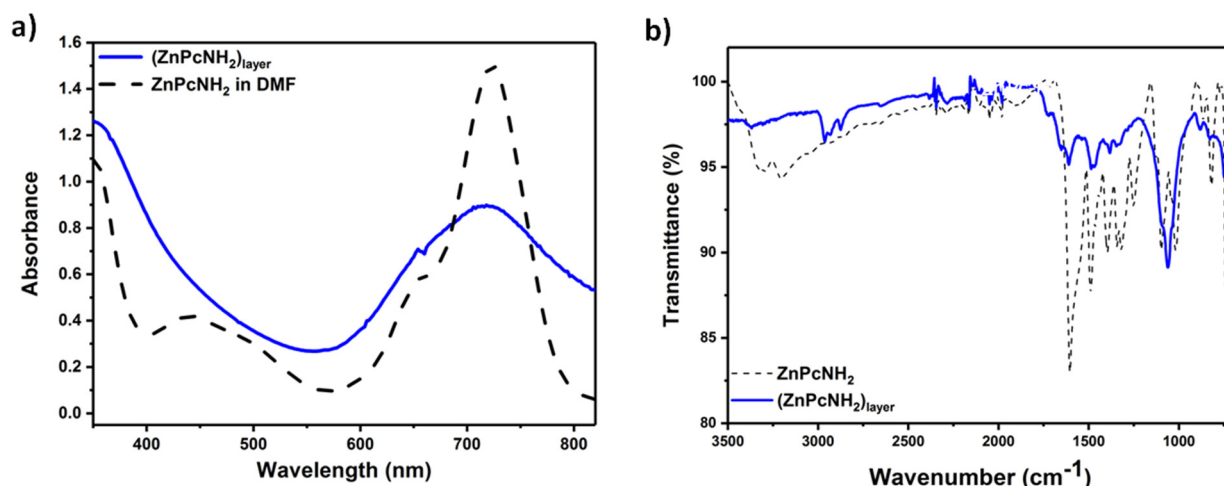 a)
(ZnPcNH₂)layer
ZnPcNH₂ in DMF
1.6
1.4
1.2
1.0
0.8
0.6
0.4
0.2
0.0
Absorbance
400
500
600
700
800
Wavelength (nm)
b)
100
95
90
85
80
Transmittance (%)
ZnPcNH₂
(ZnPcNH₂)layer
3500
3000
2500
2000
1500
1000
Wavenumber (cm⁻¹)